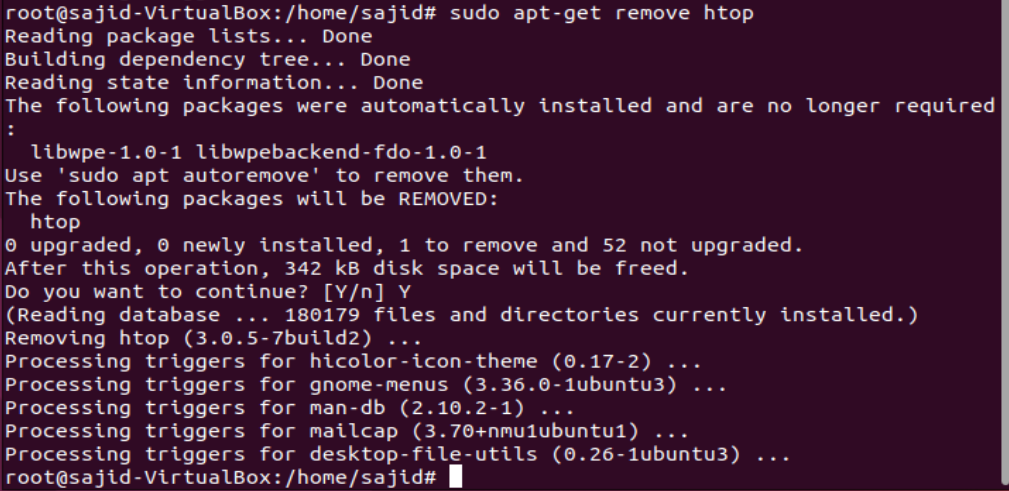 root@sajid-VirtualBox:/home/sajid# sudo apt-get remove htop
Reading package lists... Done
Building dependency tree... Done
Reading state information... Done
The following packages were automatically installed and are no longer required
:
  libwpe-1.0-1 libwpebackend-fdo-1.0-1
Use 'sudo apt autoremove' to remove them.
The following packages will be REMOVED:
  htop
0 upgraded, 0 newly installed, 1 to remove and 52 not upgraded.
After this operation, 342 kB disk space will be freed.
Do you want to continue? [Y/n] Y
(Reading database ... 180179 files and directories currently installed.)
Removing htop (3.0.5-7build2) ...
Processing triggers for hicolor-icon-theme (0.17-2) ...
Processing triggers for gnome-menus (3.36.0-1ubuntu3) ...
Processing triggers for man-db (2.10.2-1) ...
Processing triggers for mailcap (3.70+nmu1ubuntu1) ...
Processing triggers for desktop-file-utils (0.26-1ubuntu3) ...
root@sajid-VirtualBox:/home/sajid#